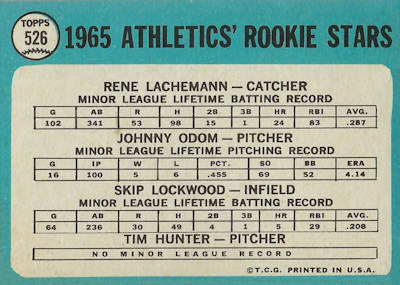 TOPPS
526
1965 ATHLETICS' ROOKIE STARS
RENE LACHEMANN — CATCHER
MINOR LEAGUE LIFETIME BATTING RECORD
G AB R H 2B 3B HR RBI AVG.
102 341 53 98 15 1 24 83 .287
JOHNNY ODOM — PITCHER
MINOR LEAGUE LIFETIME PITCHING RECORD
G IP W L PCT. SO BB ERA
16 100 5 6 .455 69 52 4.14
SKIP LOCKWOOD — INFIELD
MINOR LEAGUE LIFETIME BATTING RECORD
G AB R H 2B 3B HR RBI AVG.
64 236 30 49 4 1 5 29 .208
TIM HUNTER — PITCHER
NO MINOR LEAGUE RECORD
©T.C.G. PRINTED IN U.S.A.